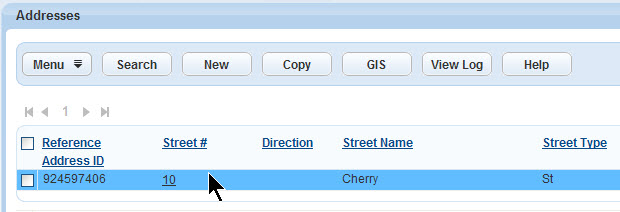 Addresses
Menu Search New Copy GIS View Log Help
1
Reference Address ID Street # Direction Street Name Street Type
924597406 10 Cherry St